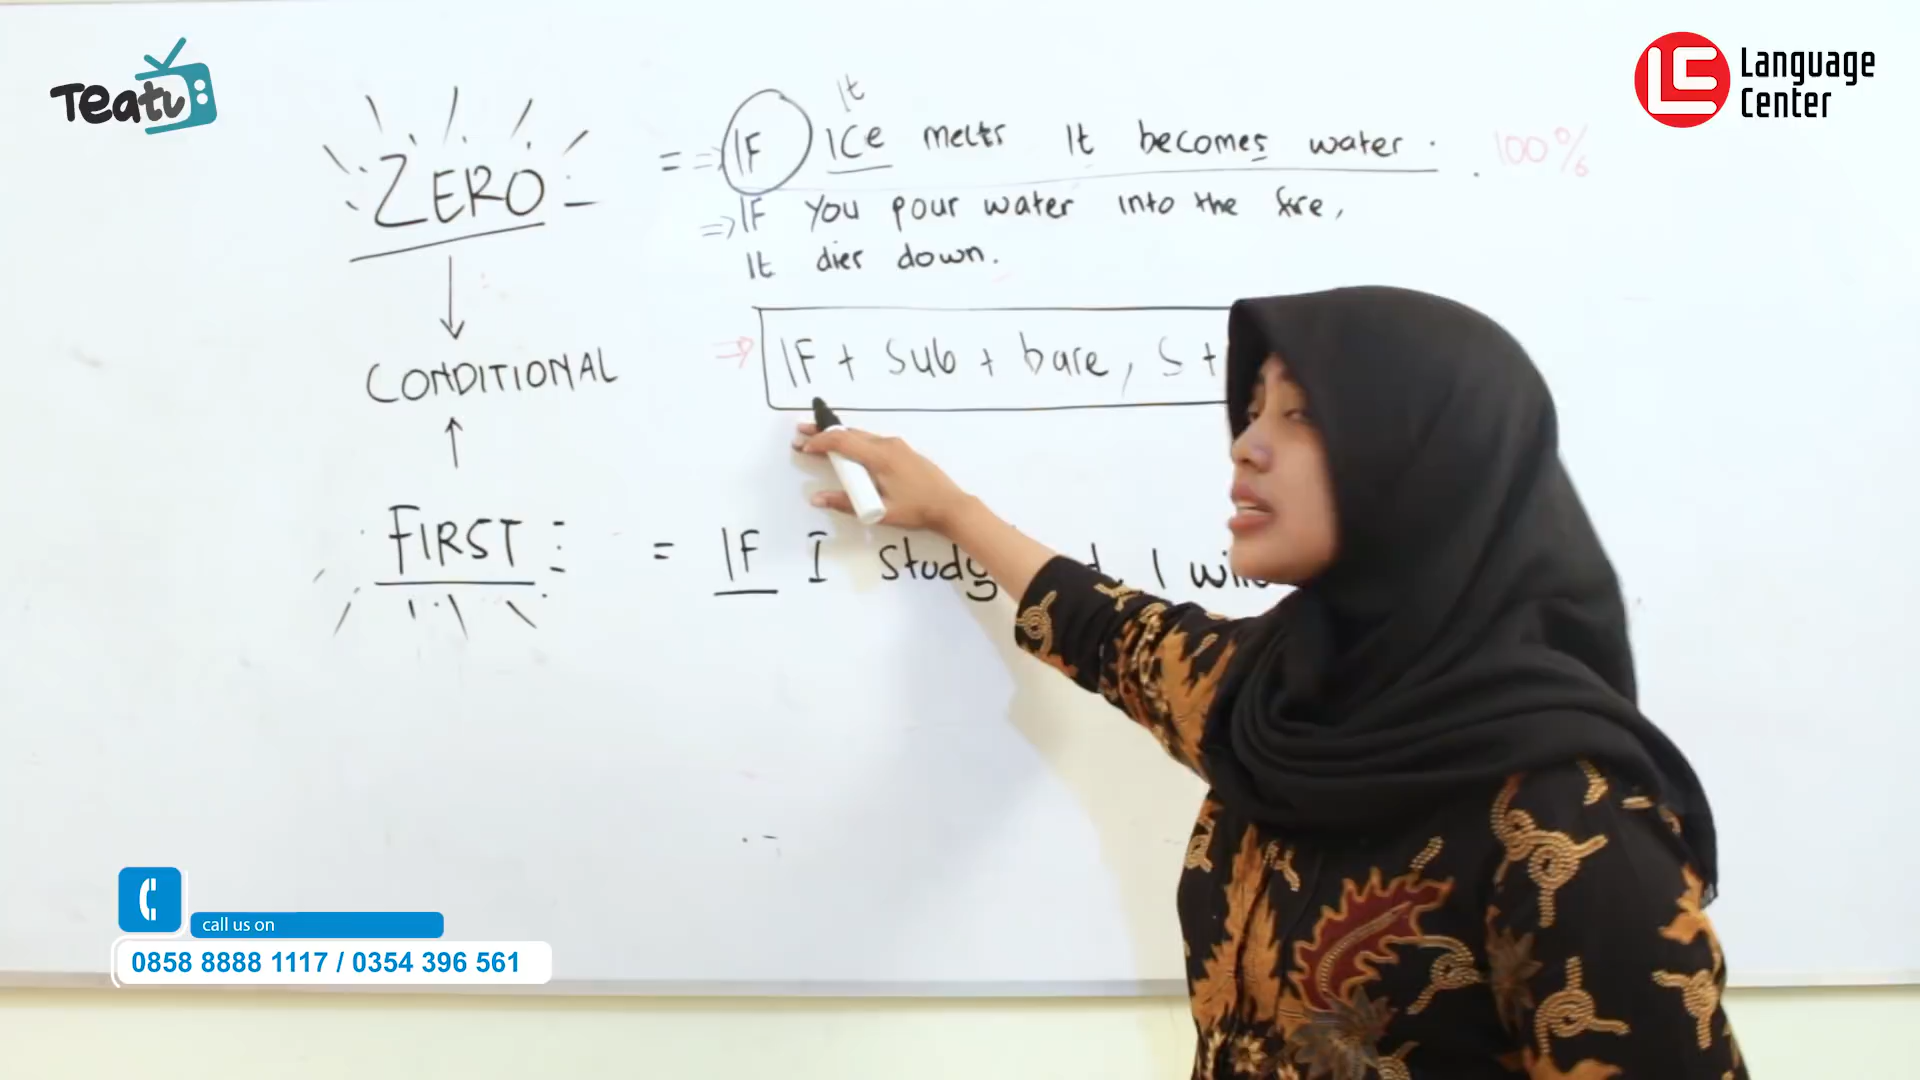 Teatv
LC Language
Center
It
ZERO = => IF ICe melts It becomes water. 100%
=> IF You pour water into the fire,
It dies down.
CONDITIONAL
=> IF + Sub + bare, S +
FIRST = IF I study I will
call us on
0858 8888 1117 / 0354 396 561